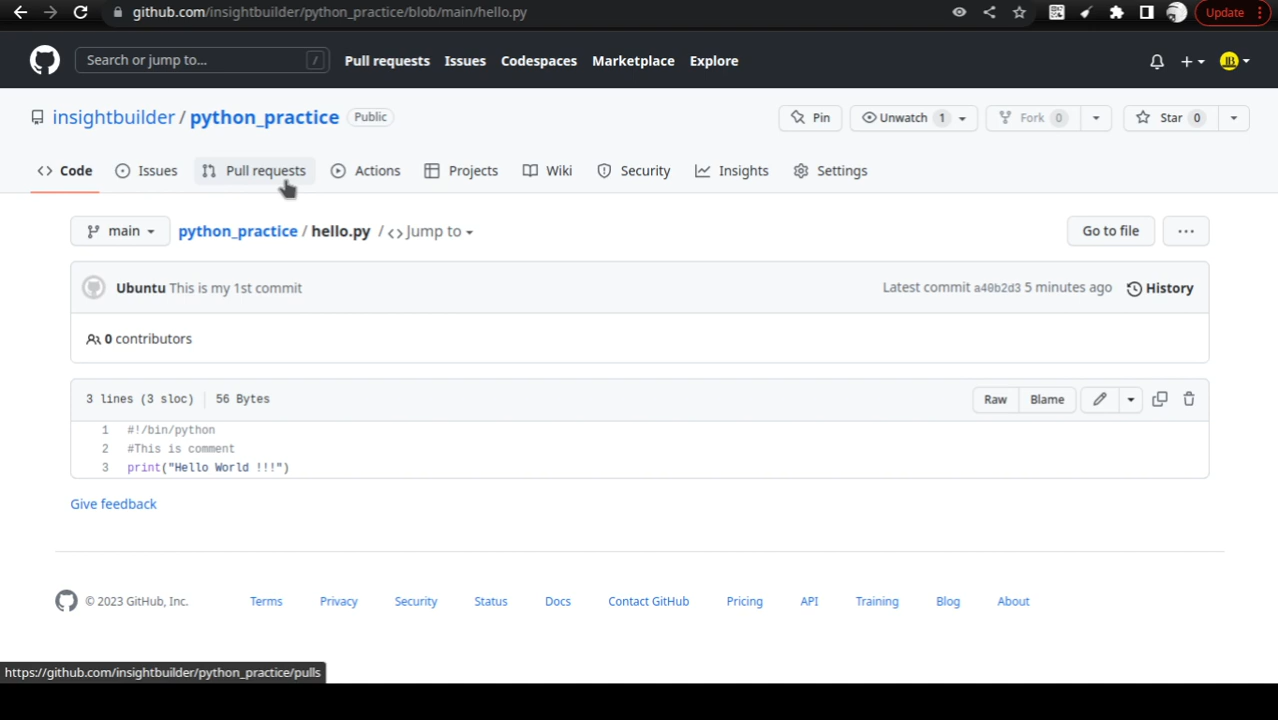 github.com/insightbuilder/python_practice/blob/main/hello.py Update
Search or jump to... / Pull requests Issues Codespaces Marketplace Explore
insightbuilder / python_practice Public Pin Unwatch 1 Fork 0 Star 0
Code Issues Pull requests Actions Projects Wiki Security Insights Settings
main python_practice / hello.py / <> Jump to Go to file ...
Ubuntu This is my 1st commit Latest commit a40b2d3 5 minutes ago History
0 contributors
3 lines (3 sloc) 56 Bytes Raw Blame
1 #!/bin/python
2 #This is comment
3 print("Hello World !!!")
Give feedback
© 2023 GitHub, Inc. Terms Privacy Security Status Docs Contact GitHub Pricing API Training Blog About
https://github.com/insightbuilder/python_practice/pulls